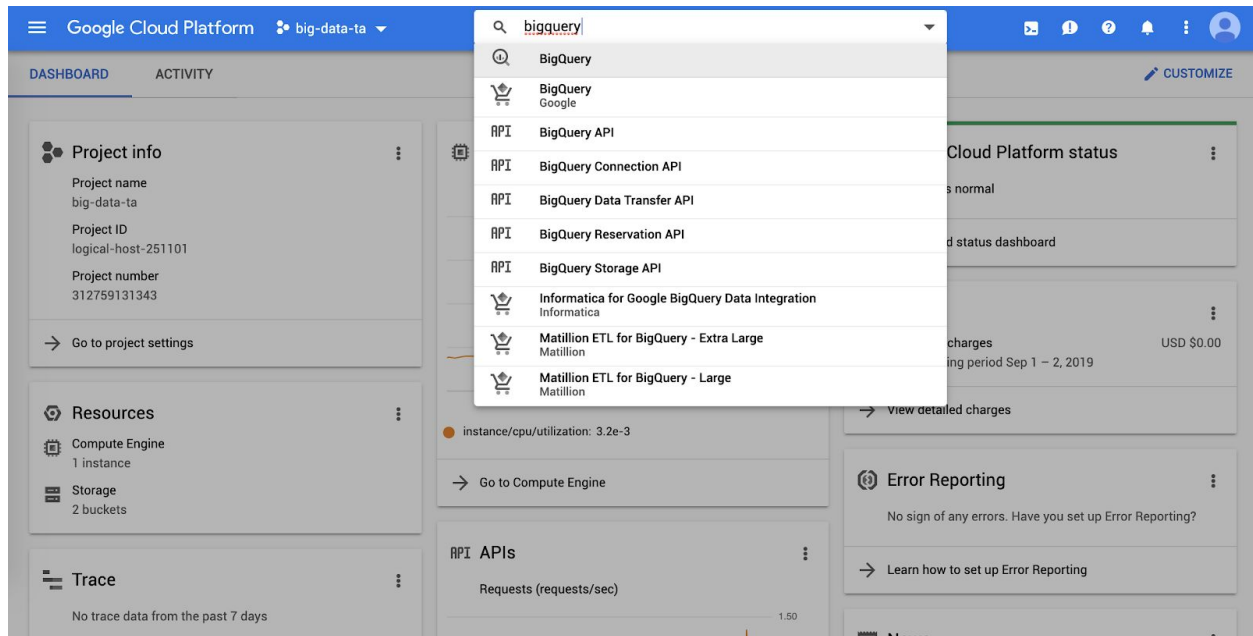 Google Cloud Platform
big-data-ta
bigquery
DASHBOARD
ACTIVITY
CUSTOMIZE
BigQuery
BigQuery
Google
API BigQuery API
API BigQuery Connection API
API BigQuery Data Transfer API
API BigQuery Reservation API
API BigQuery Storage API
Informatica for Google BigQuery Data Integration
Informatica
Matillion ETL for BigQuery - Extra Large
Matillion
Matillion ETL for BigQuery - Large
Matillion
Project info
Project name
big-data-ta
Project ID
logical-host-251101
Project number
312759131343
Go to project settings
Resources
Compute Engine
1 instance
Storage
2 buckets
Trace
No trace data from the past 7 days
instance/cpu/utilization: 3.2e-3
Go to Compute Engine
API APIs
Requests (requests/sec)
1.50
Cloud Platform status
normal
status dashboard
charges
USD $0.00
period Sep 1 – 2, 2019
View detailed charges
Error Reporting
No sign of any errors. Have you set up Error Reporting?
Learn how to set up Error Reporting